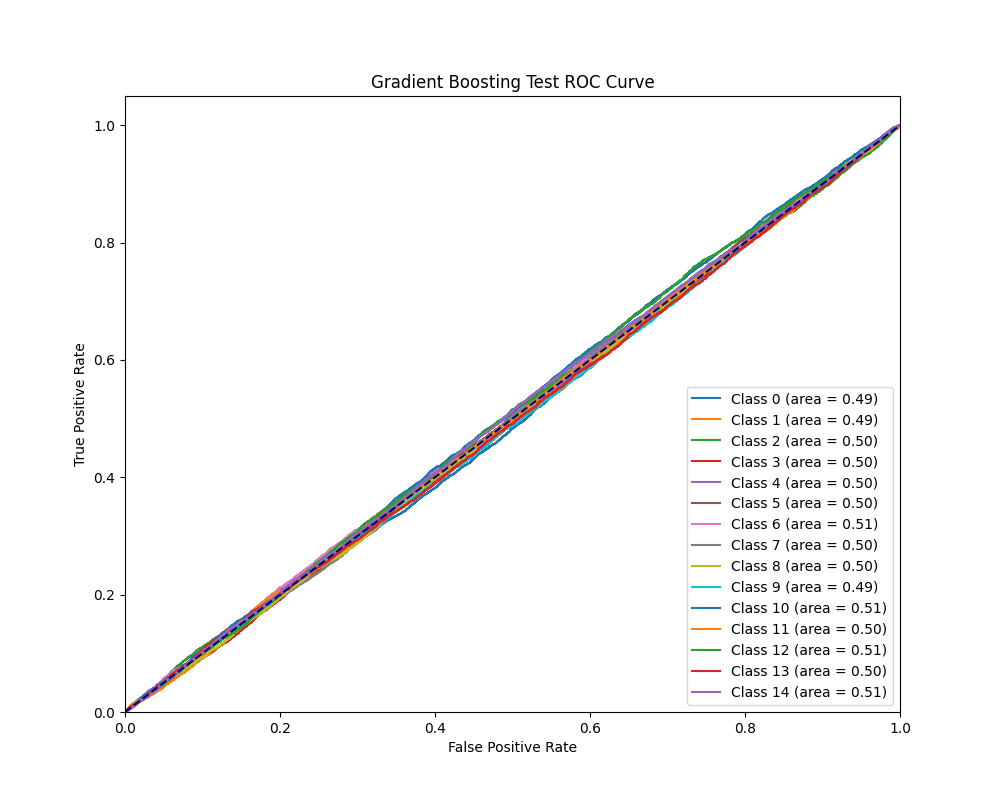 Gradient Boosting Test ROC Curve
1.0
0.8
0.6
0.4
0.2
0.0
True Positive Rate
Class 0 (area = 0.49)
Class 1 (area = 0.49)
Class 2 (area = 0.50)
Class 3 (area = 0.50)
Class 4 (area = 0.50)
Class 5 (area = 0.50)
Class 6 (area = 0.51)
Class 7 (area = 0.50)
Class 8 (area = 0.50)
Class 9 (area = 0.49)
Class 10 (area = 0.51)
Class 11 (area = 0.50)
Class 12 (area = 0.51)
Class 13 (area = 0.50)
Class 14 (area = 0.51)
0.0 0.2 0.4 0.6 0.8 1.0
False Positive Rate